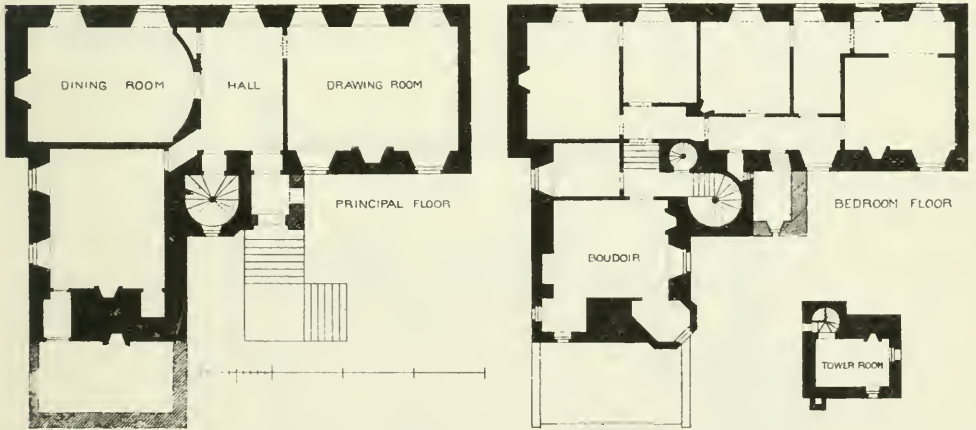 DINING ROOM
HALL
DRAWING ROOM
PRINCIPAL FLOOR
BEDROOM FLOOR
BOUDOIR
TOWER ROOM